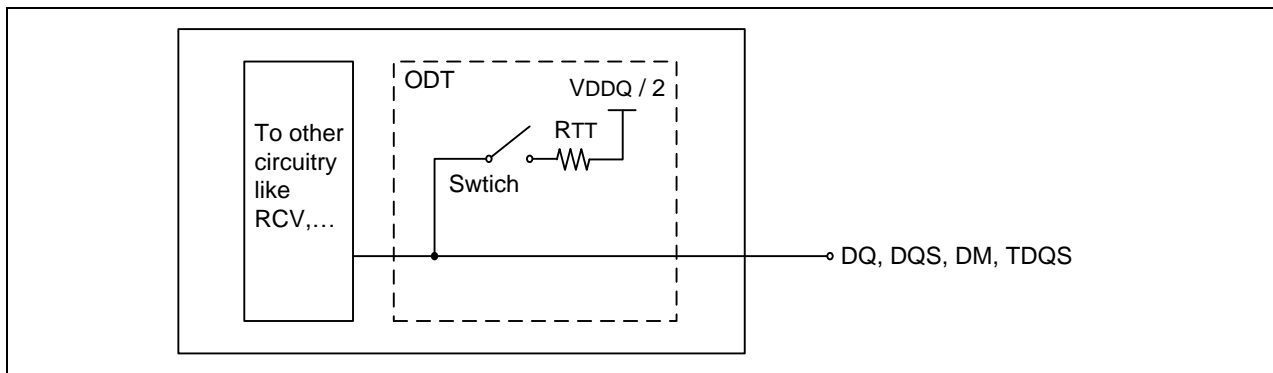 ODT
VDDQ / 2
RTT
Swtich
To other
circuitry
like
RCV,…
DQ, DQS, DM, TDQS